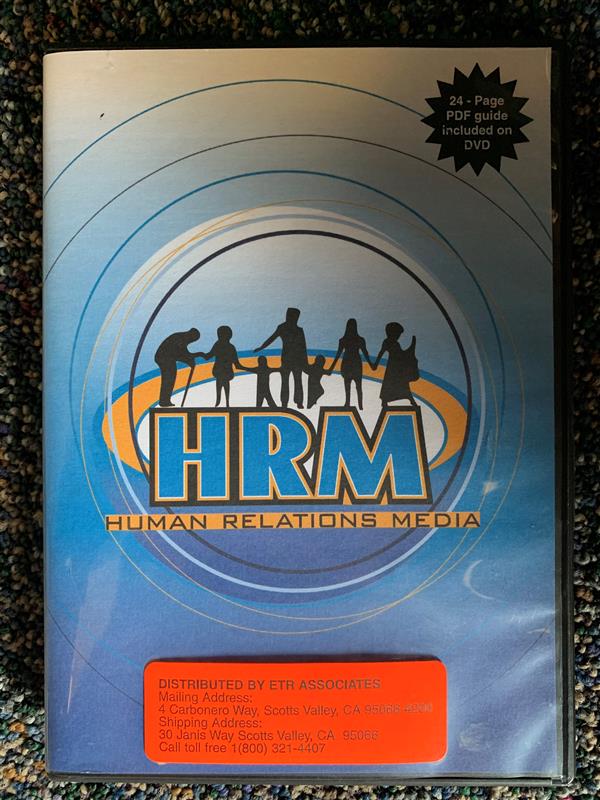 24 - Page
PDF guide
included on
DVD
HRM
HUMAN RELATIONS MEDIA
DISTRIBUTED BY ETR ASSOCIATES
Mailing Address:
4 Carbonero Way, Scotts Valley, CA 95066-4200
Shipping Address:
30 Janis Way Scotts Valley, CA 95066
Call toll free 1(800) 321-4407